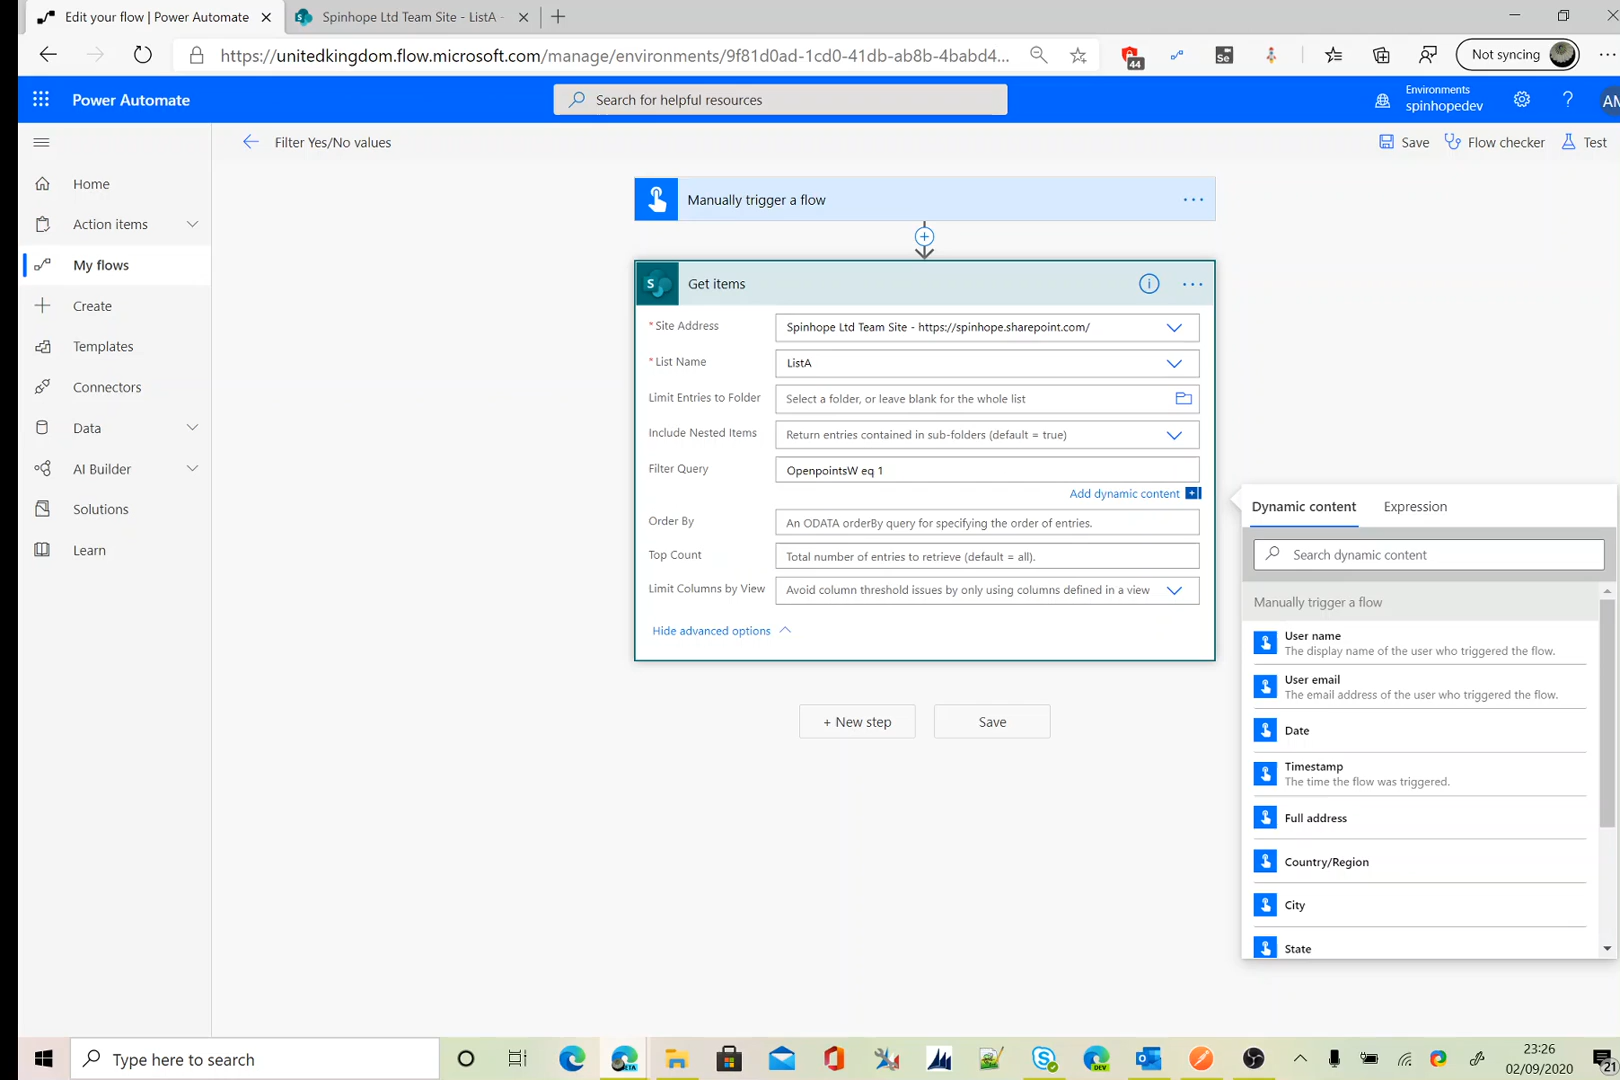 Edit your flow | Power Automate
Spinhope Ltd Team Site - ListA -
https://unitedkingdom.flow.microsoft.com/manage/environments/9f81d0ad-1cd0-41db-ab8b-4babd4...
44
Se
Not syncing
Power Automate
Search for helpful resources
Environments
spinhopedev
?
AM
Filter Yes/No values
Save
Flow checker
Test
Home
Action items
My flows
Create
Templates
Connectors
Data
AI Builder
Solutions
Learn
Manually trigger a flow
S
Get items
* Site Address
Spinhope Ltd Team Site - https://spinhope.sharepoint.com/
* List Name
ListA
Limit Entries to Folder
Select a folder, or leave blank for the whole list
Include Nested Items
Return entries contained in sub-folders (default = true)
Filter Query
OpenpointsW eq 1
Add dynamic content
Order By
An ODATA orderBy query for specifying the order of entries.
Top Count
Total number of entries to retrieve (default = all).
Limit Columns by View
Avoid column threshold issues by only using columns defined in a view
Hide advanced options
+ New step
Save
Dynamic content
Expression
Search dynamic content
Manually trigger a flow
User name
The display name of the user who triggered the flow.
User email
The email address of the user who triggered the flow.
Date
Timestamp
The time the flow was triggered.
Full address
Country/Region
City
State
Type here to search
BETA
DEV
23:26
02/09/2020
21